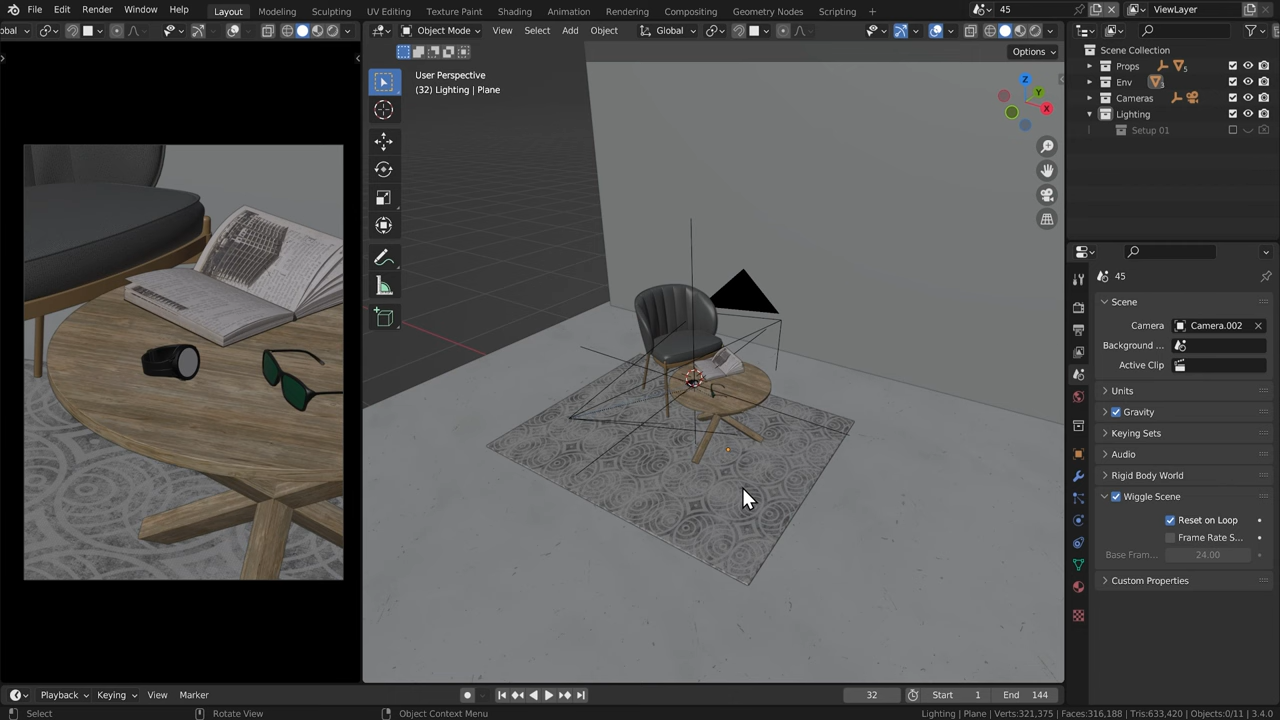 File Edit Render Window Help Layout Modeling Sculpting UV Editing Texture Paint Shading Animation Rendering Compositing Geometry Nodes Scripting + 45 ViewLayer
obal Object Mode View Select Add Object Global
Options
User Perspective
(32) Lighting | Plane
Z
Y
X
Scene Collection
Props 5
Env 3
Cameras
Lighting
Setup 01
45
Scene
Camera Camera.002
Background ...
Active Clip
Units
Gravity
Keying Sets
Audio
Rigid Body World
Wiggle Scene
Reset on Loop
Frame Rate S...
Base Fram... 24.00
Custom Properties
Playback Keying View Marker 32 Start 1 End 144
Select Rotate View Object Context Menu Lighting | Plane | Verts:321,375 | Faces:316,188 | Tris:633,420 | Objects:0/11 | 3.4.0